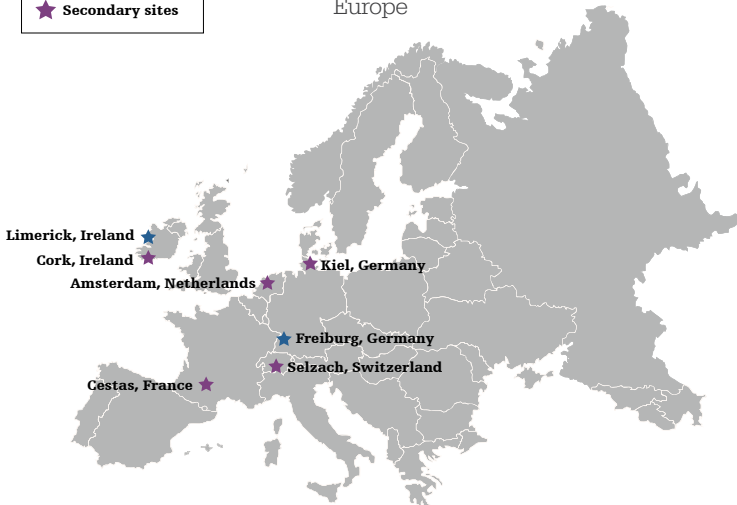 Europe
Secondary sites
Limerick, Ireland
Cork, Ireland
Kiel, Germany
Amsterdam, Netherlands
Freiburg, Germany
Selzach, Switzerland
Cestas, France